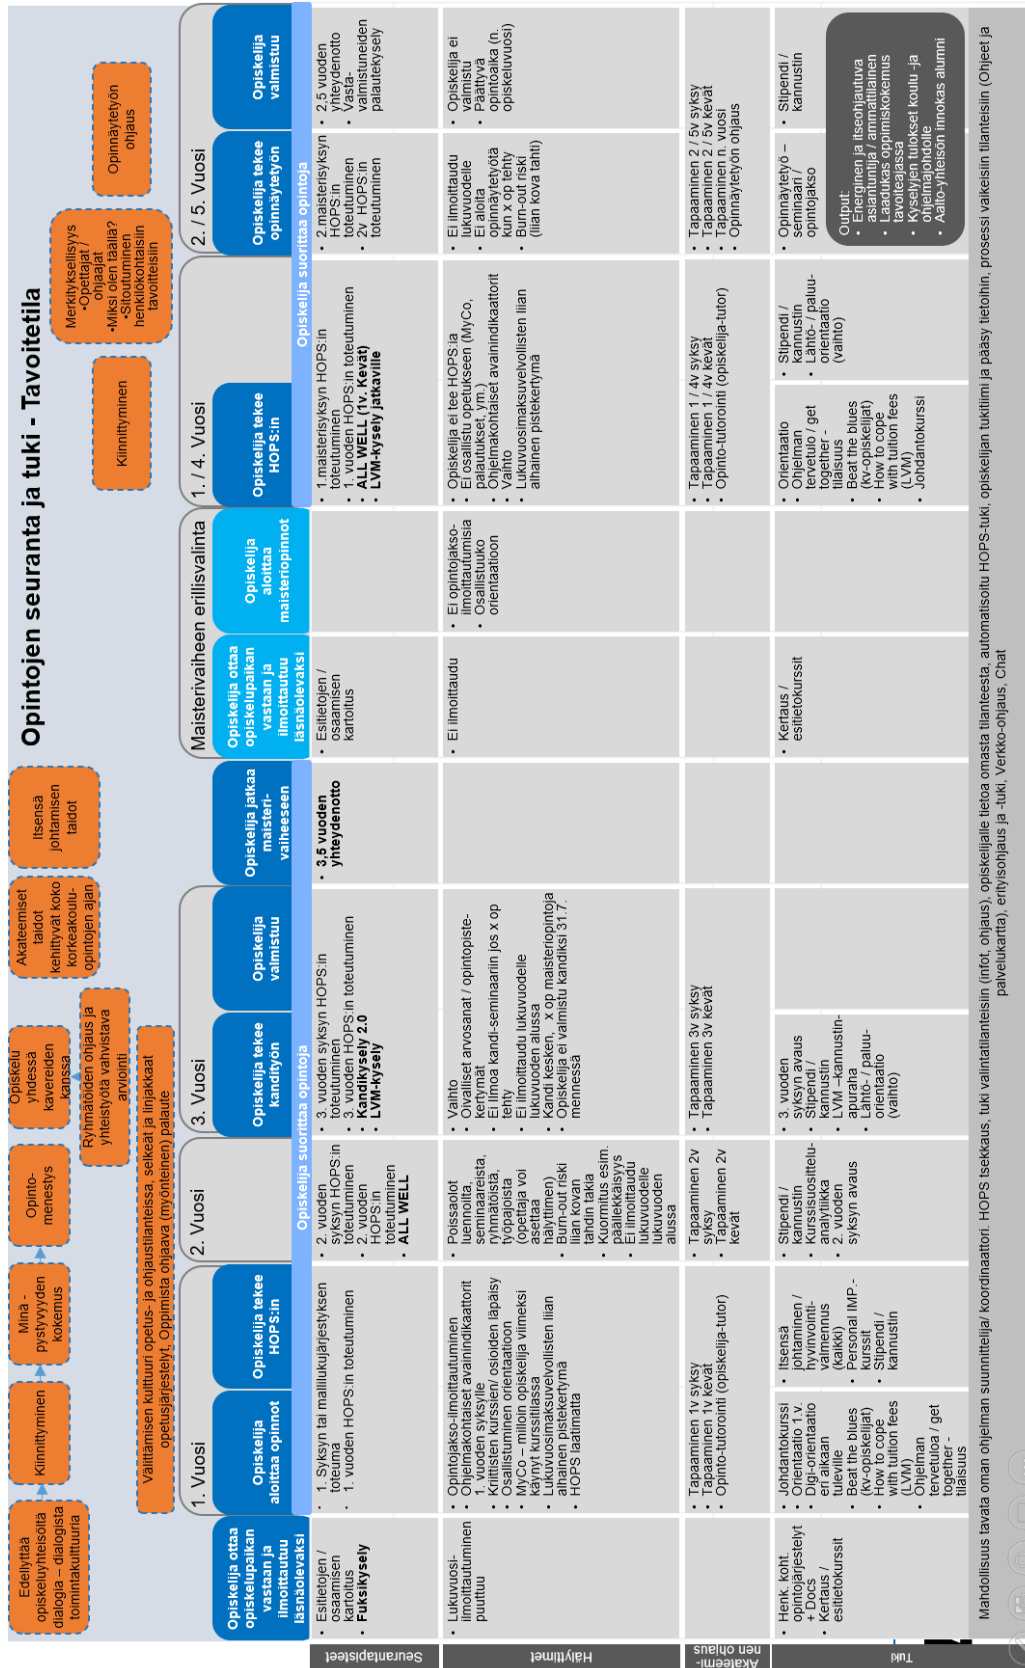 Opintojen seuranta ja tuki - Tavoitetila
Edellyttää
opiskeluyhteisöltä
dialogia – dialogista
toimintakulttuuria
Kiinnittyminen
Minä -
pystyvyyden
kokemus
Opinto-
menestys
Opiskelu
yhdessä
kavereiden
kanssa
Akateemiset
taidot
kehittyvät koko
korkeakoulu-
opintojen ajan
Itsensä
johtamisen
taidot
Ryhmätöiden ohjaus ja
yhteistyötä vahvistava
arviointi
Välittämisen kulttuuri opetus- ja ohjaustilanteissa, selkeät ja linjakkaat
opetusjärjestelyt, Oppimista ohjaava (myönteinen) palaute
Kiinnittyminen
Merkityksellisyys
•Opettajat /
ohjaajat
•Miksi olen täällä?
•Sitoutuminen
henkilökohtaisiin
tavoitteisiin
Opinnäytetyön
ohjaus
1. Vuosi
2. Vuosi
3. Vuosi
Maisterivaiheen erillisvalinta
1. / 4. Vuosi
2. / 5. Vuosi
Opiskelija ottaa
opiskelupaikan
vastaan ja
ilmoittautuu
läsnäolevaksi
Opiskelija
aloittaa opinnot
Opiskelija tekee
HOPS:in
Opiskelija tekee
kandityön
Opiskelija
valmistuu
Opiskelija jatkaa
maisteri-
vaiheeseen
Opiskelija ottaa
opiskelupaikan
vastaan ja
ilmoittautuu
läsnäolevaksi
Opiskelija
aloittaa
maisteriopinnot
Opiskelija tekee
HOPS:in
Opiskelija tekee
opinnäytetyön
Opiskelija
valmistuu
Opiskelija suorittaa opintoja
Opiskelija suorittaa opintoja
Seurantapisteet
• Esitietojen /
osaamisen
kartoitus
• Fuksikysely
• 1. Syksyn tai mallilukujärjestyksen
toteuma
• 1. vuoden HOPS:in toteutuminen
• 2. vuoden
syksyn HOPS:in
toteutuminen
• 2. vuoden
HOPS:in
toteutuminen
• ALL WELL
• 3. vuoden syksyn HOPS:in
toteutuminen
• 3. vuoden HOPS:in toteutuminen
• Kandikysely 2.0
• LVM-kysely
• 3,5 vuoden
yhteydenotto
• Esitietojen /
osaamisen
kartoitus
• 1.maisterisyksyn HOPS:in
toteutuminen
• 1. vuoden HOPS:in toteutuminen
• ALL WELL (1v. Kevät)
• LVM-kysely jatkaville
• 2.maisterisyksyn
HOPS:in
toteutuminen
• 2v HOPS:in
toteutuminen
• 2,5 vuoden
yhteydenotto
• Vasta-
valmistuneiden
palautekysely
Hälyttimet
• Lukuvuosi-
ilmoittautuminen
puuttuu
• Opintojakso-ilmoittautuminen
• Ohjelmakohtaiset avainindikaattorit
1. vuoden syksylle
• Kriittisten kurssien/ osioiden läpäisy
• Osallistuminen orientaatioon
• MyCo – milloin opiskelija viimeksi
käynyt kurssitilassa
• Lukuvuosimaksuvelvollisten liian
alhainen pistekertymä
• HOPS laatimatta
• Poissaolot
luennoilta,
seminaareista,
ryhmätöistä,
työpajoista
(opettaja voi
asettaa
hälyttimen)
• Burn-out riski
liian kovan
tahdin takia
• Kuormitus esim.
päällekkäisyys
• Ei ilmoittaudu
lukuvuodelle
lukuvuoden
alussa
• Vaihto
• Oivalliset arvosanat / opintopiste-
kertymät
• Ei ilmoa kandi-seminaariin jos x op
tehty
• Ei ilmoittaudu lukuvuodelle
lukuvuoden alussa
• Kandi kesken, x op maisteriopintoja
• Opiskelija ei valmistu kandiksi 31.7.
mennessä
• Ei ilmoittaudu
• Ei opintojakso-
ilmoittautumisia
• Osallistuuko
orientaatioon
• Opiskelija ei tee HOPS:ia
• Ei osallistu opetukseen (MyCo,
palautukset, ym.)
• Ohjelmakohtaiset avainindikaattorit
• Vaihto
• Lukuvuosimaksuvelvollisten liian
alhainen pistekertymä
• Ei ilmoittaudu
lukuvuodelle
• Ei aloita
opinnäytetyötä
kun x op tehty
• Burn-out riski
(liian kova tahti)
• Opiskelija ei
valmistu
• Päättyvä
opintoaika (n.
opiskeluvuosi)
Akateemi-
nen ohjaus
• Tapaaminen 1v syksy
• Tapaaminen 1v kevät
• Opinto-tutorointi (opiskelija-tutor)
• Tapaaminen 2v
syksy
• Tapaaminen 2v
kevät
• Tapaaminen 3v syksy
• Tapaaminen 3v kevät
• Tapaaminen 1 / 4v syksy
• Tapaaminen 1 / 4v kevät
• Opinto-tutorointi (opiskelija-tutor)
• Tapaaminen 2 / 5v syksy
• Tapaaminen 2 / 5v kevät
• Tapaaminen n. vuosi
• Opinnäytetyön ohjaus
Tuki
• Henk. koht.
opintojärjestelyt
+ Docs
• Kertaus /
esitietokurssit
• Johdantokurssi
• Orientaatio 1.v.
• Digi-orientaatio
eri aikaan
tuleville
• Beat the blues
(kv-opiskelijat)
• How to cope
with tuition fees
(LVM)
• Ohjelman
tervetuloa / get
together -
tilaisuus
• Itsensä
johtaminen /
hyvinvointi-
valmennus
(kaikki)
• Personal IMP.-
kurssit
• Stipendi /
kannustin
• Stipendi /
kannustin
• Kurssisuosittelu-
analytiikka
• 2. vuoden
syksyn avaus
• 3. vuoden
syksyn avaus
• Stipendi /
kannustin
• LVM –kannustin-
apuraha
• Lähtö- / paluu-
orientaatio
(vaihto)
• Kertaus /
esitietokurssit
• Orientaatio
• Ohjelman
tervetulo / get
together -
tilaisuus
• Beat the blues
(kv-opiskelijat)
• How to cope
with tuition fees
(LVM)
• Johdantokurssi
• Stipendi /
kannustin
• Lähtö- / paluu-
orientaatio
(vaihto)
• Opinnäytetyö –
seminaari /
opintojakso
• Stipendi /
kannustin
Output:
• Energinen ja itseohjautuva
asiantuntija / ammattilainen
• Laadukas oppimiskokemus
tavoiteajassa
• Kyselyjen tulokset koulu -ja
ohjelmajohdolle
• Aalto-yhteisön innokas alumni
Mahdollisuus tavata oman ohjelman suunnittelija/ koordinaattori. HOPS tsekkaus, tuki valintatilanteisiin (infot, ohjaus), opiskelijalle tietoa omasta tilanteesta, automatisoitu HOPS-tuki, opiskelijan tukitiimi ja pääsy tietoihin, prosessi vaikeisiin tilanteisiin (Ohjeet ja
palvelukartta), erityisohjaus ja -tuki, Verkko-ohjaus, Chat